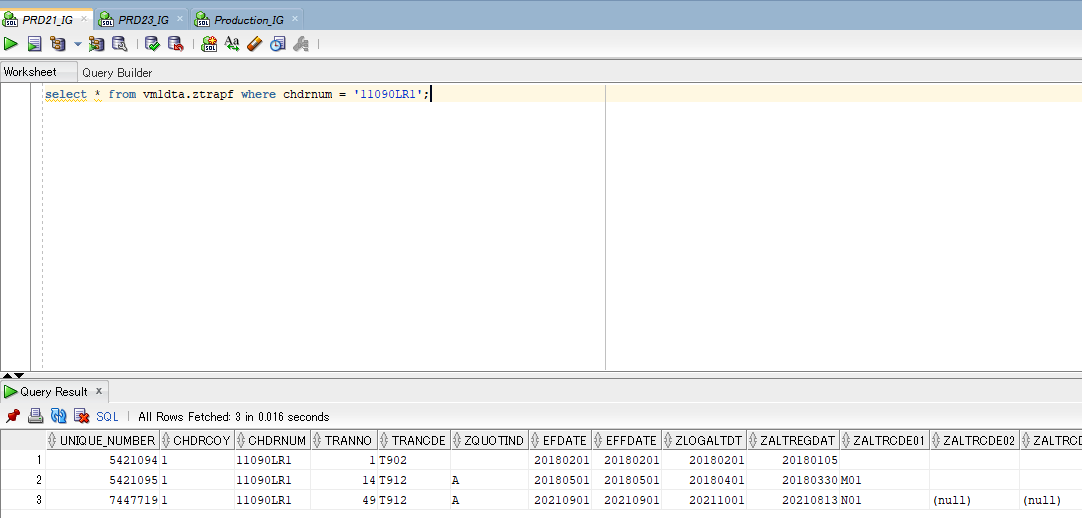 PRD21_IG PRD23_IG Production_IG
Worksheet Query Builder
select * from vmldta.ztrapf where chdrnum = '11090LR1';
Query Result x
SQL | All Rows Fetched: 3 in 0.016 seconds
UNIQUE_NUMBER CHDRCOY CHDRNUM TRANNO TRANCDE ZQUOTIND EFDATE EFFDATE ZLOGALTDT ZALTREGDAT ZALTRCDE01 ZALTRCDE02 ZALTRCD
1 5421094 1 11090LR1 1 T902 20180201 20180201 20180201 20180105
2 5421095 1 11090LR1 14 T912 A 20180501 20180501 20180401 20180330 M01
3 7447719 1 11090LR1 49 T912 A 20210901 20210901 20211001 20210813 N01 (null) (null)